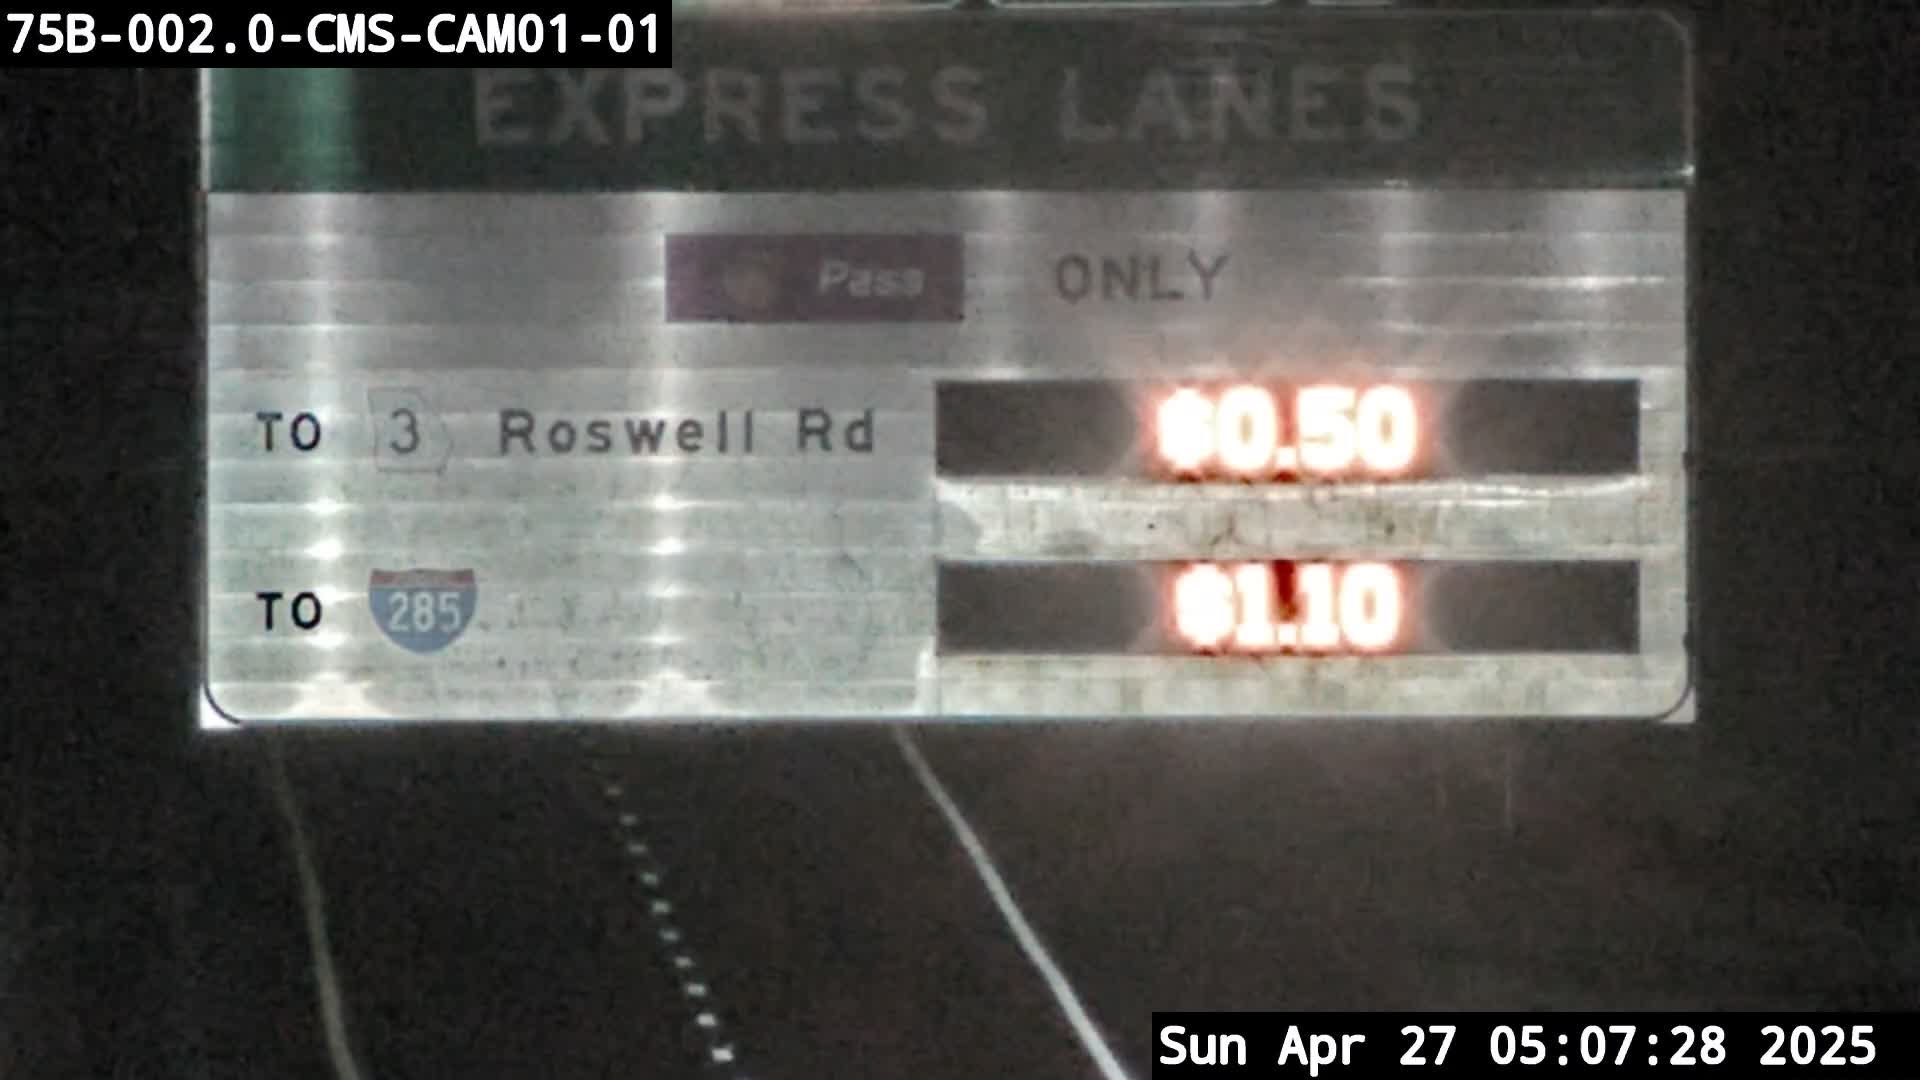 75B-002.0-CMS-CAM01-01
EXPRESS LANES
Pass ONLY
TO 3 Roswell Rd $0.50
TO 285 $1.10
Sun Apr 27 05:07:28 2025